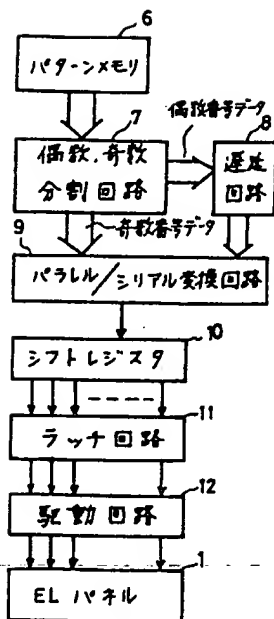 6
パターンメモリ
7
偶数番号データ
8
偶数、奇数
分割回路
遅延
回路
奇数番号データ
9
パラレル/シリアル変換回路
10
シフトレジスタ
11
ラッチ回路
12
駆動回路
1
EL パネル